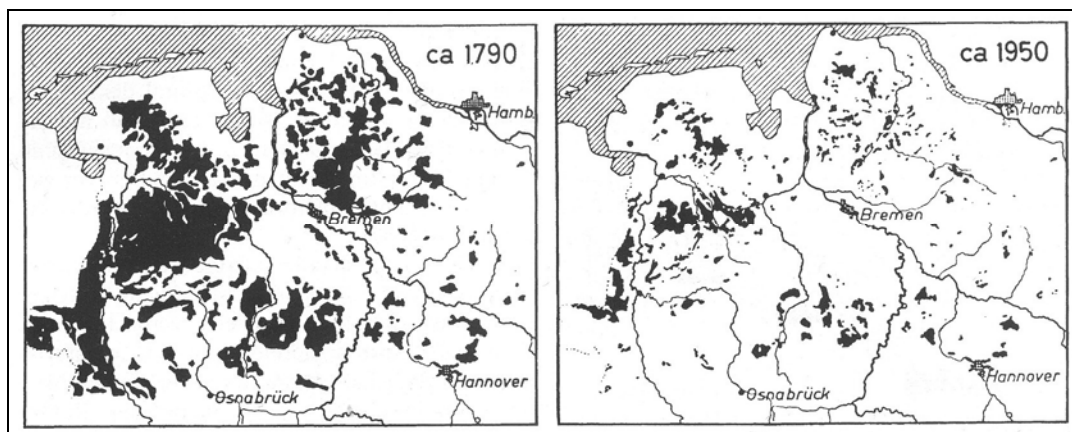 ca 1790
Hamb.
Bremen
Osnabrück
Hannover
ca 1950
Hamb.
Bremen
Osnabrück
Hannover